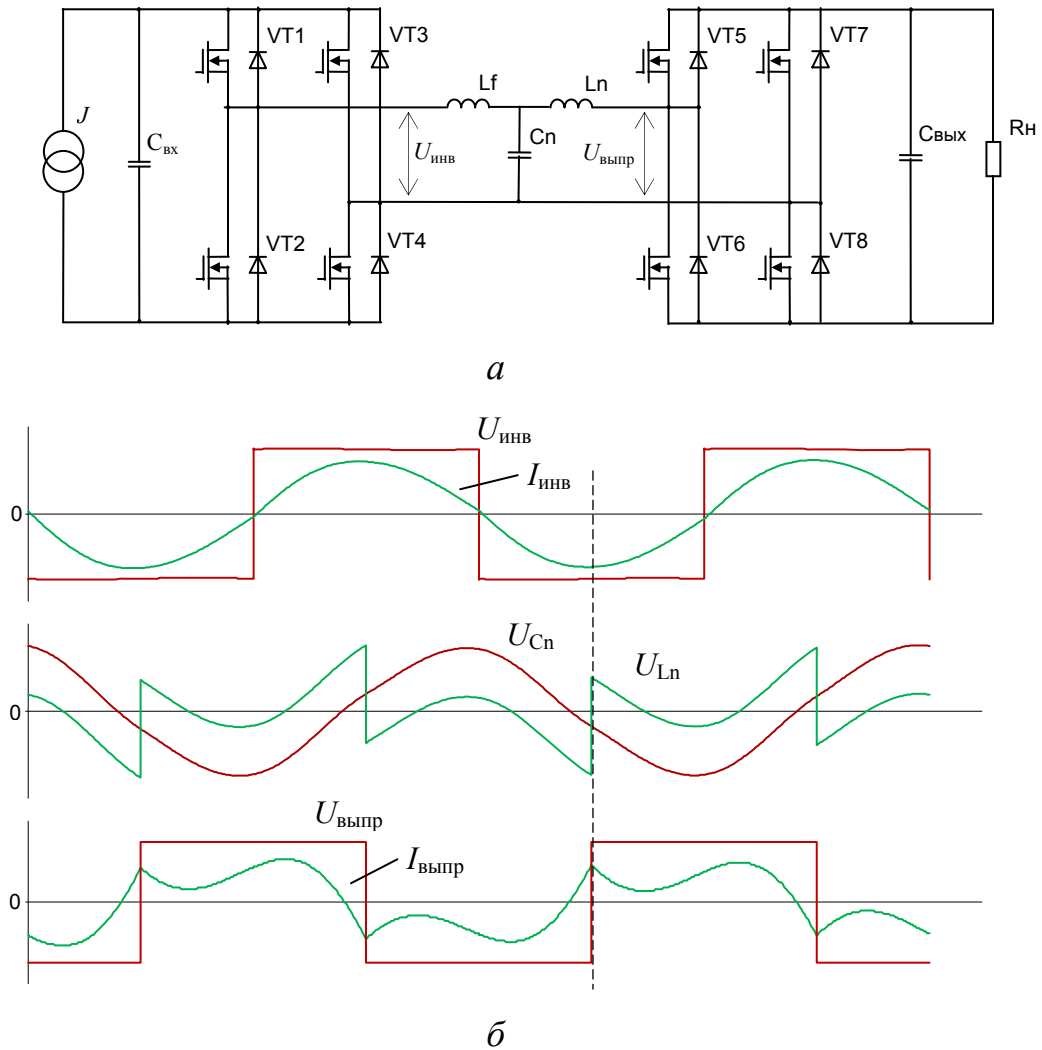 VT1
VT3
VT5
VT7
Lf
Ln
J
Cвх
Uинв
Cn
Uвыпр
Cвых
Rн
VT2
VT4
VT6
VT8
а
Uинв
Iинв
0
UCn
ULn
0
Uвыпр
Iвыпр
0
б